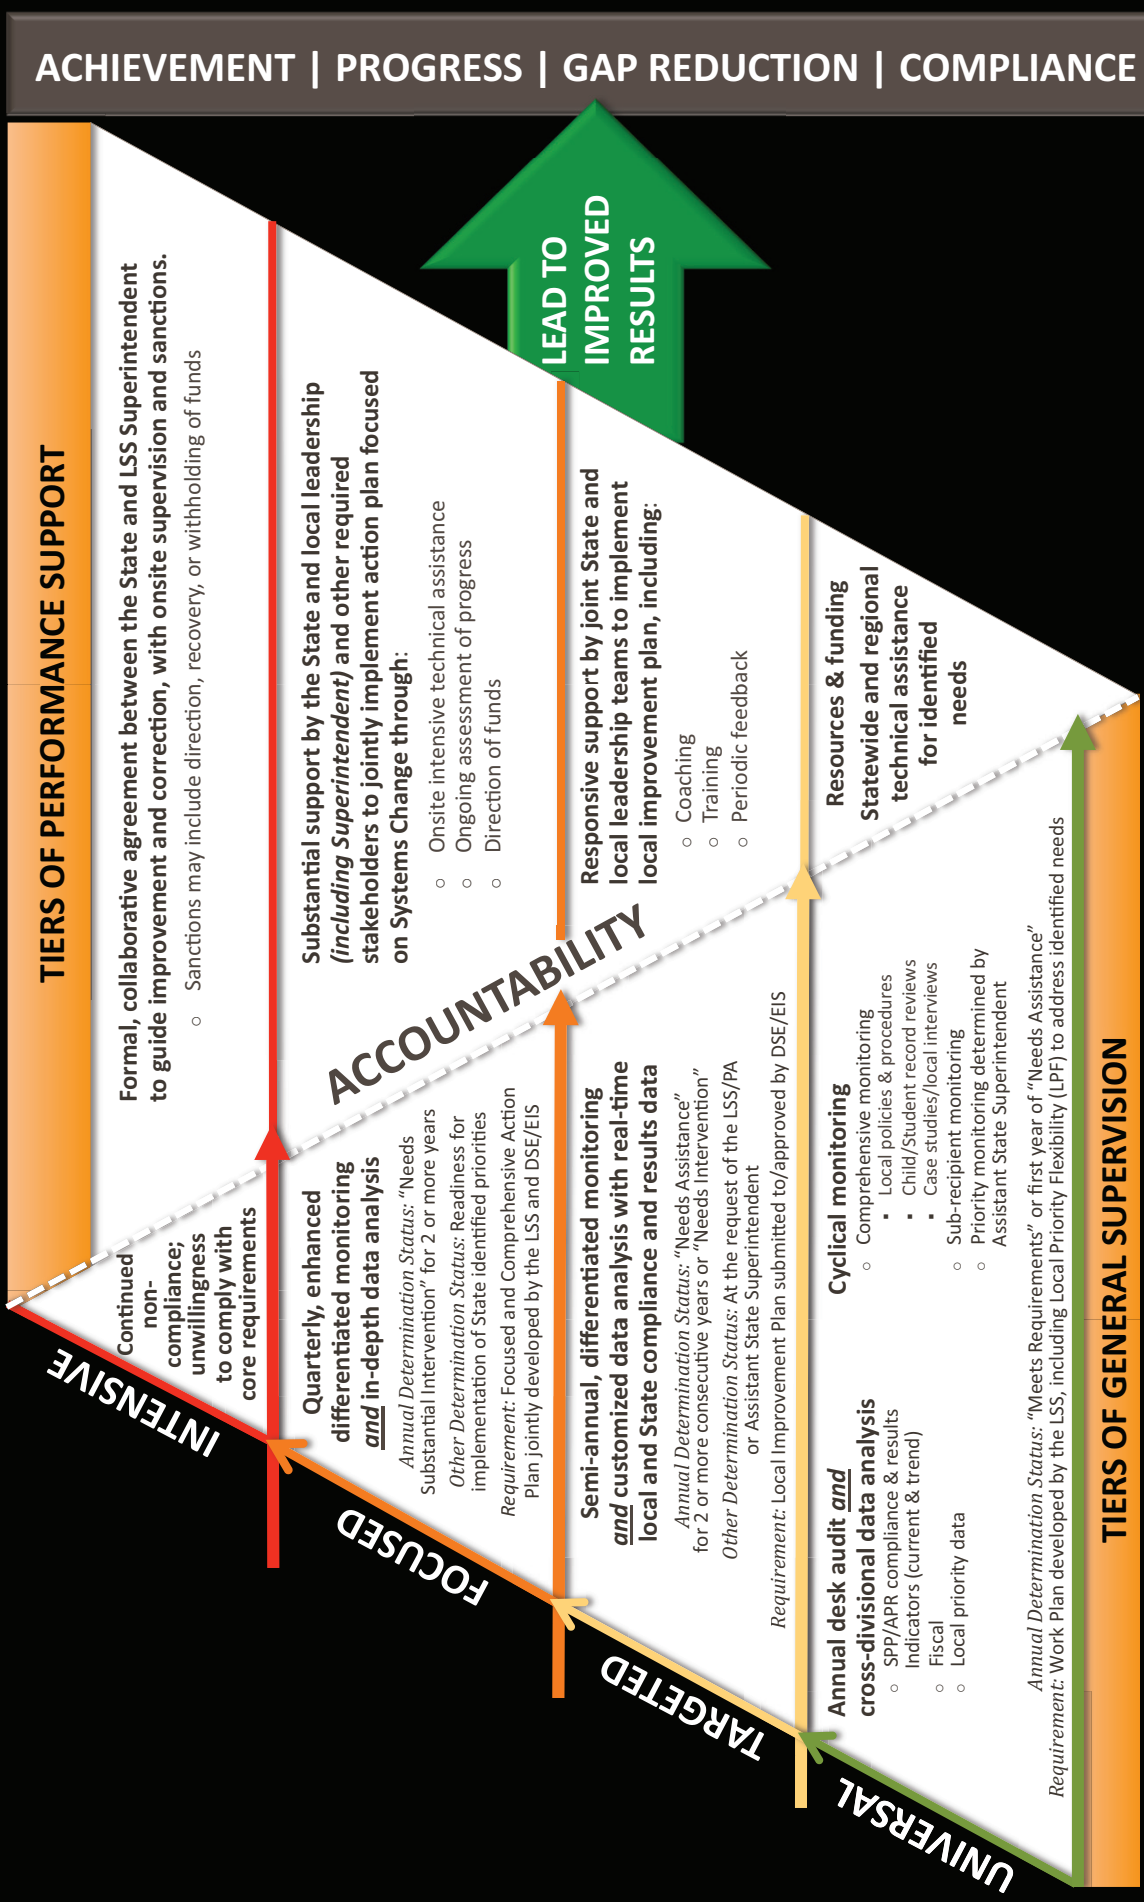 ACHIEVEMENT | PROGRESS | GAP REDUCTION | COMPLIANCE
TIERS OF PERFORMANCE SUPPORT
Formal, collaborative agreement between the State and LSS Superintendent
to guide improvement and correction, with onsite supervision and sanctions.
○ Sanctions may include direction, recovery, or withholding of funds
Substantial support by the State and local leadership
(including Superintendent) and other required
stakeholders to jointly implement action plan focused
on Systems Change through:
○ Onsite intensive technical assistance
○ Ongoing assessment of progress
○ Direction of funds
Responsive support by joint State and
local leadership teams to implement
local improvement plan, including:
○ Coaching
○ Training
○ Periodic feedback
Resources & funding
Statewide and regional
technical assistance
for identified
needs
LEAD TO
IMPROVED
RESULTS
ACCOUNTABILITY
INTENSIVE
Continued
non-
compliance;
unwillingness
to comply with
core requirements
FOCUSED
Quarterly, enhanced
differentiated monitoring
and in-depth data analysis
Annual Determination Status: “Needs
Substantial Intervention” for 2 or more years
Other Determination Status: Readiness for
implementation of State identified priorities
Requirement: Focused and Comprehensive Action
Plan jointly developed by the LSS and DSE/EIS
TARGETED
Semi-annual, differentiated monitoring
and customized data analysis with real-time
local and State compliance and results data
Annual Determination Status: “Needs Assistance”
for 2 or more consecutive years or “Needs Intervention”
Other Determination Status: At the request of the LSS/PA
or Assistant State Superintendent
Requirement: Local Improvement Plan submitted to/approved by DSE/EIS
UNIVERSAL
Annual desk audit and
cross-divisional data analysis
○ SPP/APR compliance & results
Indicators (current & trend)
○ Fiscal
○ Local priority data
Cyclical monitoring
○ Comprehensive monitoring
▪ Local policies & procedures
▪ Child/Student record reviews
▪ Case studies/local interviews
○ Sub-recipient monitoring
○ Priority monitoring determined by
Assistant State Superintendent
Annual Determination Status: “Meets Requirements” or first year of “Needs Assistance”
Requirement: Work Plan developed by the LSS, including Local Priority Flexibility (LPF) to address identified needs
TIERS OF GENERAL SUPERVISION